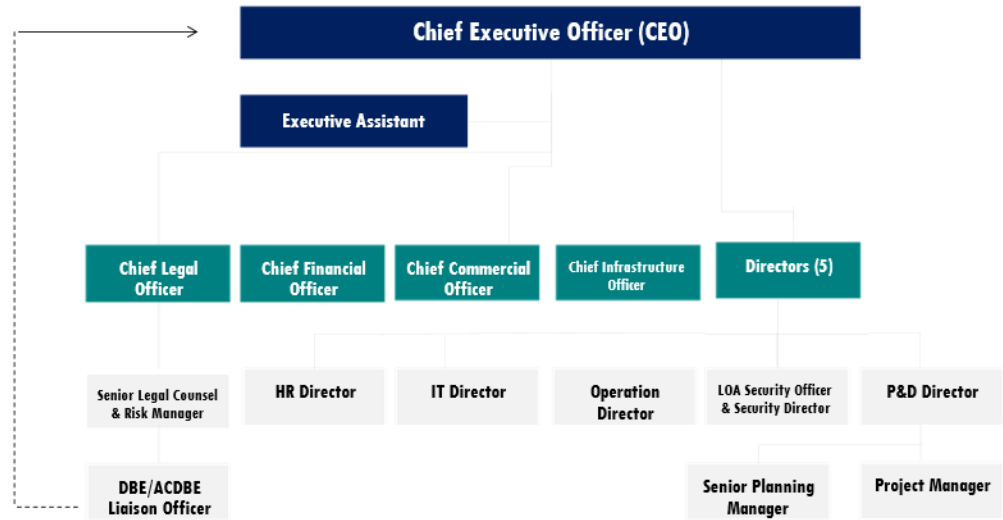 Chief Executive Officer (CEO)
Executive Assistant
Chief Legal
Officer
Chief Financial
Officer
Chief Commercial
Officer
Chief Infrastructure
Officer
Directors (5)
Senior Legal Counsel
& Risk Manager
HR Director
IT Director
Operation
Director
LOA Security Officer
& Security Director
P&D Director
DBE/ACDBE
Liaison Officer
Senior Planning
Manager
Project Manager